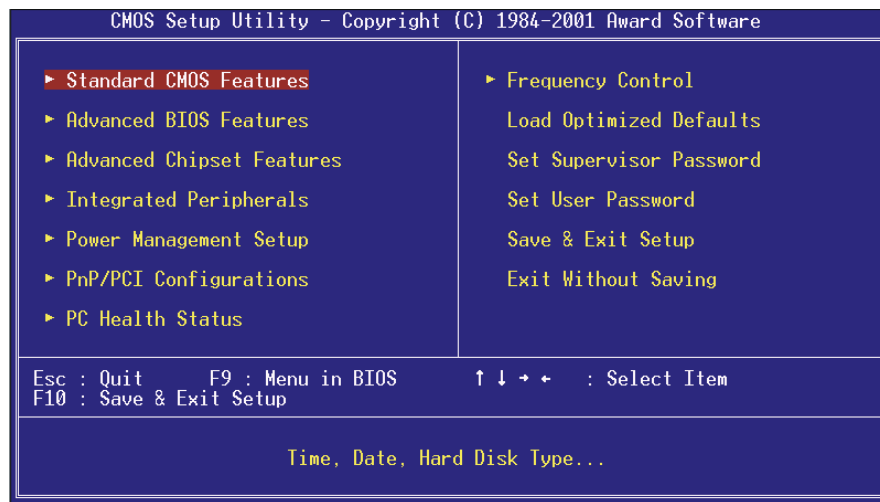 CMOS Setup Utility - Copyright (C) 1984-2001 Award Software
► Standard CMOS Features
► Advanced BIOS Features
► Advanced Chipset Features
► Integrated Peripherals
► Power Management Setup
► PnP/PCI Configurations
► PC Health Status
► Frequency Control
Load Optimized Defaults
Set Supervisor Password
Set User Password
Save & Exit Setup
Exit Without Saving
Esc : Quit F9 : Menu in BIOS ↑ ↓ → ← : Select Item
F10 : Save & Exit Setup
Time, Date, Hard Disk Type...